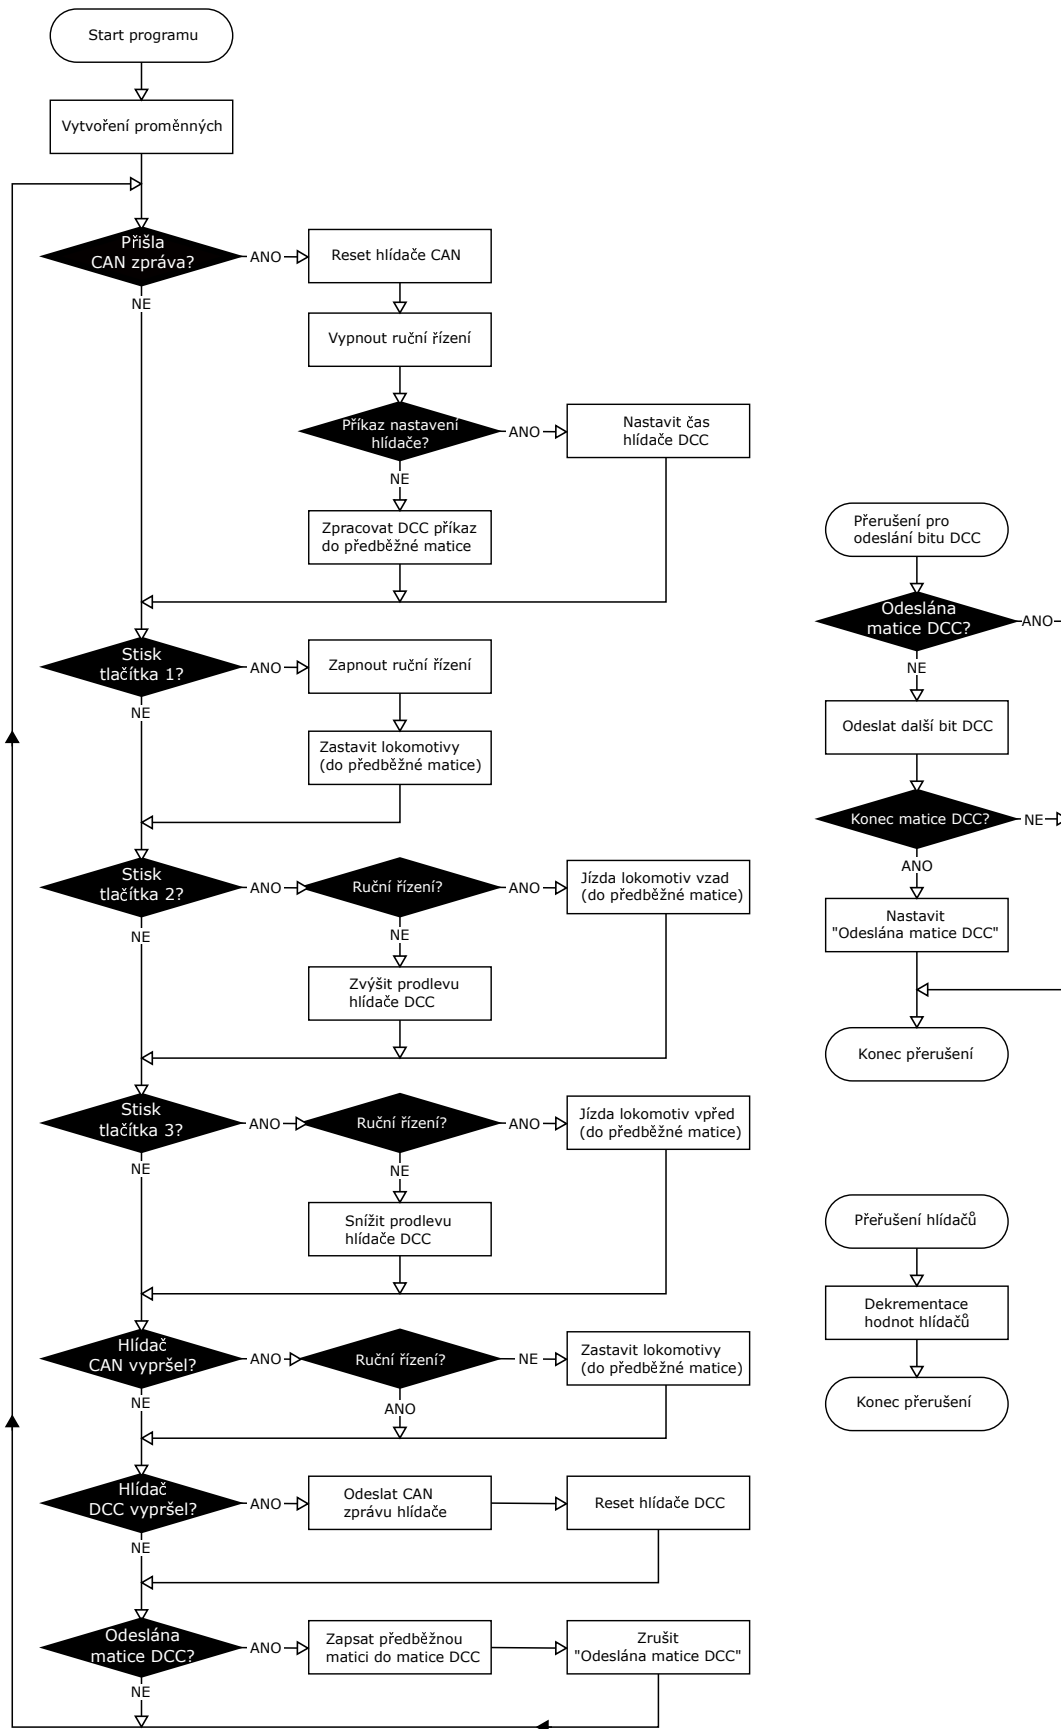 Start programu
Vytvoření proměnných
Přišla
CAN zpráva?
ANO
Reset hlídače CAN
NE
Vypnout ruční řízení
Příkaz nastavení
hlídače?
ANO
Nastavit čas
hlídače DCC
NE
Zpracovat DCC příkaz
do předběžné matice
Stisk
tlačítka 1?
ANO
Zapnout ruční řízení
NE
Zastavit lokomotivy
(do předběžné matice)
Stisk
tlačítka 2?
ANO
Ruční řízení?
ANO
Jízda lokomotiv vzad
(do předběžné matice)
NE
NE
Zvýšit prodlevu
hlídače DCC
Stisk
tlačítka 3?
ANO
Ruční řízení?
ANO
Jízda lokomotiv vpřed
(do předběžné matice)
NE
NE
Snížit prodlevu
hlídače DCC
Hlídač
CAN vypršel?
ANO
Ruční řízení?
NE
Zastavit lokomotivy
(do předběžné matice)
NE
ANO
Hlídač
DCC vypršel?
ANO
Odeslat CAN
zprávu hlídače
Reset hlídače DCC
NE
Odeslána
matice DCC?
ANO
Zapsat předběžnou
matici do matice DCC
Zrušit
"Odeslána matice DCC"
NE
Přerušení pro
odeslání bitu DCC
Odeslána
matice DCC?
ANO
NE
Odeslat další bit DCC
Konec matice DCC?
NE
ANO
Nastavit
"Odeslána matice DCC"
Konec přerušení
Přeřušení hlídačů
Dekrementace
hodnot hlídačů
Konec přerušení